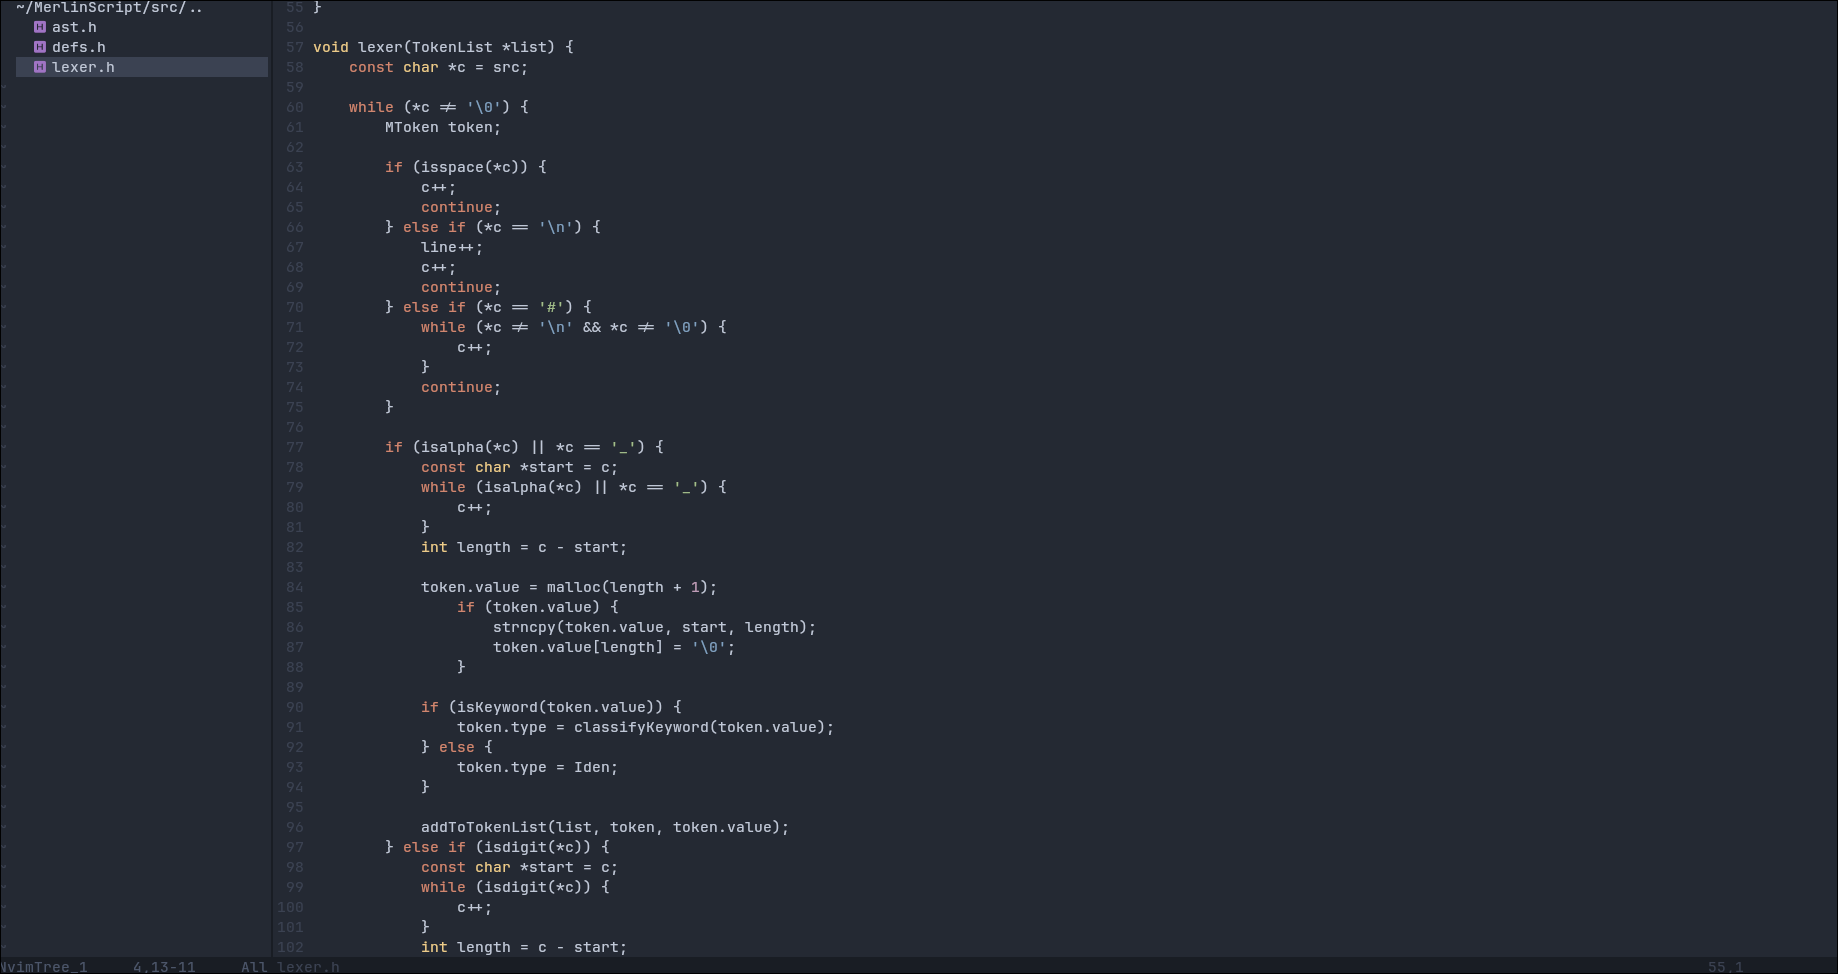 ~/MerlinScript/src/..
ast.h
defs.h
lexer.h
55 }
56
57 void lexer(TokenList *list) {
58     const char *c = src;
59
60     while (*c != '\0') {
61         MToken token;
62
63         if (isspace(*c)) {
64             c++;
65             continue;
66         } else if (*c == '\n') {
67             line++;
68             c++;
69             continue;
70         } else if (*c == '#') {
71             while (*c != '\n' && *c != '\0') {
72                 c++;
73             }
74             continue;
75         }
76
77         if (isalpha(*c) || *c == '_') {
78             const char *start = c;
79             while (isalpha(*c) || *c == '_') {
80                 c++;
81             }
82             int length = c - start;
83
84             token.value = malloc(length + 1);
85                 if (token.value) {
86                     strncpy(token.value, start, length);
87                     token.value[length] = '\0';
88                 }
89
90             if (isKeyword(token.value)) {
91                 token.type = classifyKeyword(token.value);
92             } else {
93                 token.type = Iden;
94             }
95
96             addToTokenList(list, token, token.value);
97         } else if (isdigit(*c)) {
98             const char *start = c;
99             while (isdigit(*c)) {
100                 c++;
101             }
102             int length = c - start;
NvimTree_1     4,13-11     All lexer.h     55,1